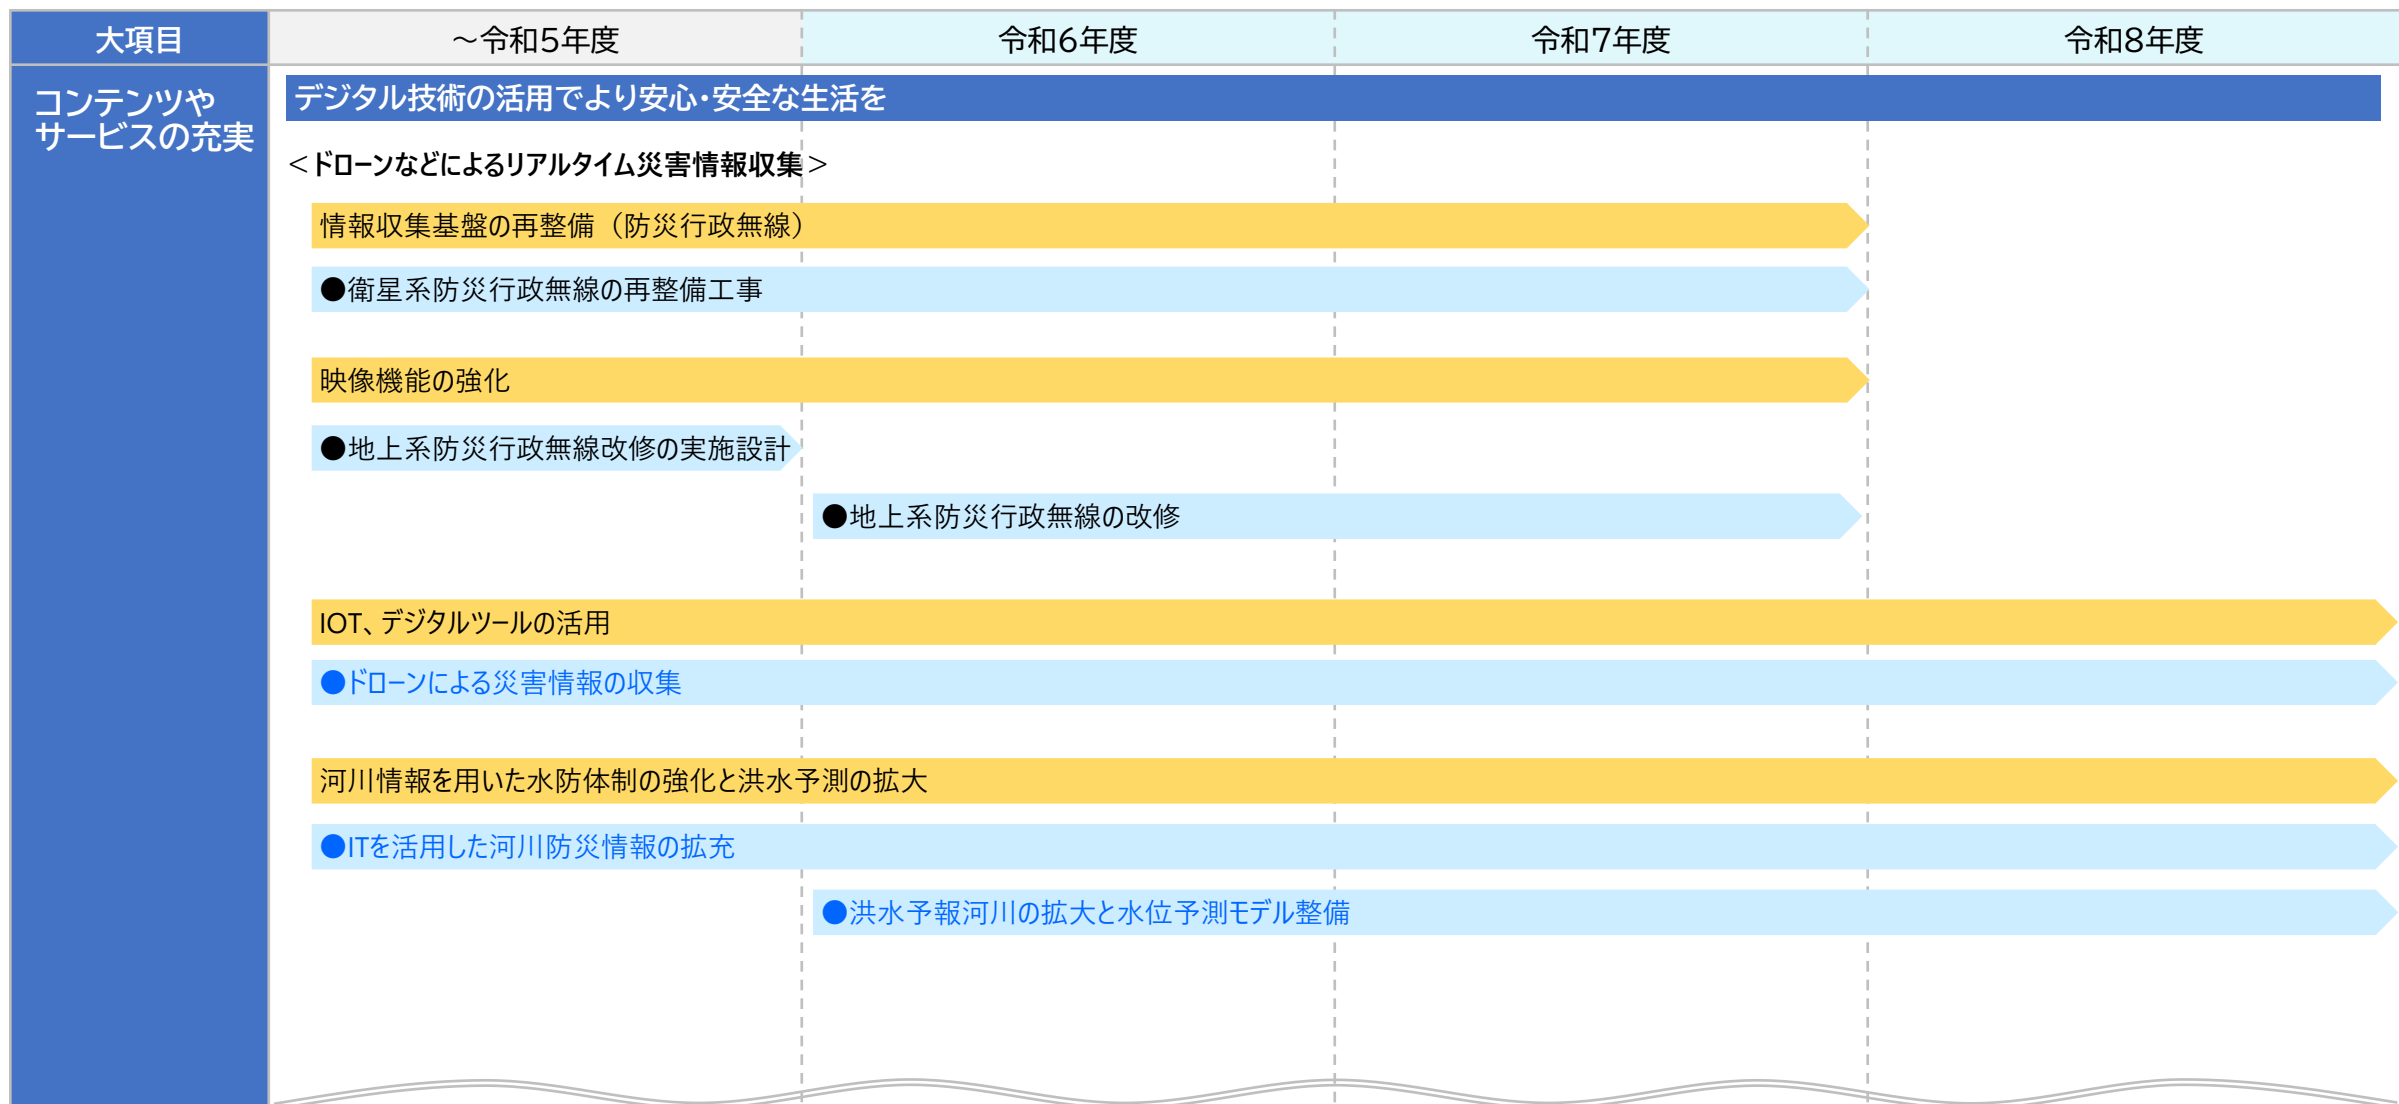 大項目
～令和5年度
令和6年度
令和7年度
令和8年度
コンテンツや
サービスの充実
デジタル技術の活用でより安心・安全な生活を
＜ドローンなどによるリアルタイム災害情報収集＞
情報収集基盤の再整備（防災行政無線）
●衛星系防災行政無線の再整備工事
映像機能の強化
●地上系防災行政無線改修の実施設計
●地上系防災行政無線の改修
IOT、デジタルツールの活用
●ドローンによる災害情報の収集
河川情報を用いた水防体制の強化と洪水予測の拡大
●ITを活用した河川防災情報の拡充
●洪水予報河川の拡大と水位予測モデル整備